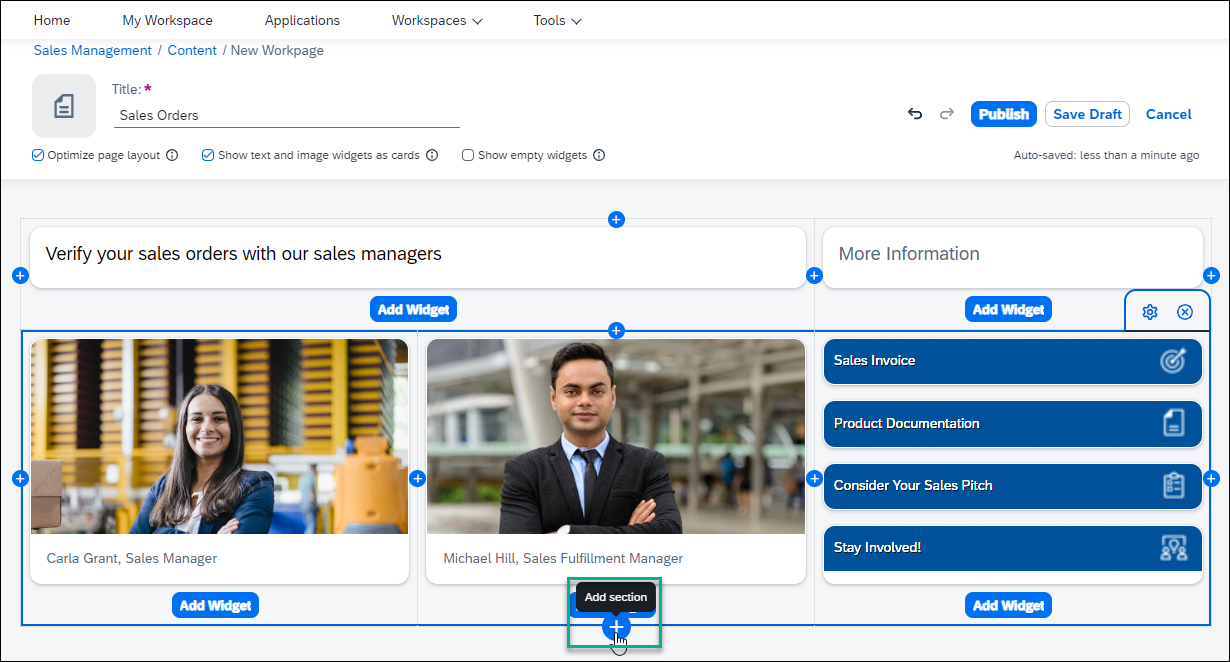 Home My Workspace Applications Workspaces Tools
Sales Management / Content / New Workpage
Title:*
Sales Orders
Publish Save Draft Cancel
Optimize page layout Show text and image widgets as cards Show empty widgets Auto-saved: less than a minute ago
Verify your sales orders with our sales managers
More Information
Add Widget Add Widget
Sales Invoice
Product Documentation
Consider Your Sales Pitch
Stay Involved!
Carla Grant, Sales Manager Michael Hill, Sales Fulfillment Manager
Add section
Add Widget Add Widget